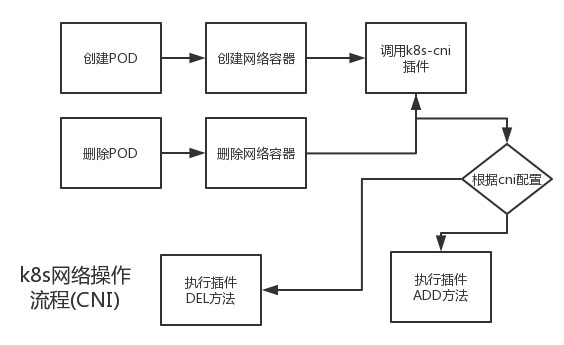 创建POD
创建网络容器
调用k8s-cni
插件
删除POD
删除网络容器
根据cni配置
k8s网络操作
流程(CNI)
执行插件
DEL方法
执行插件
ADD方法